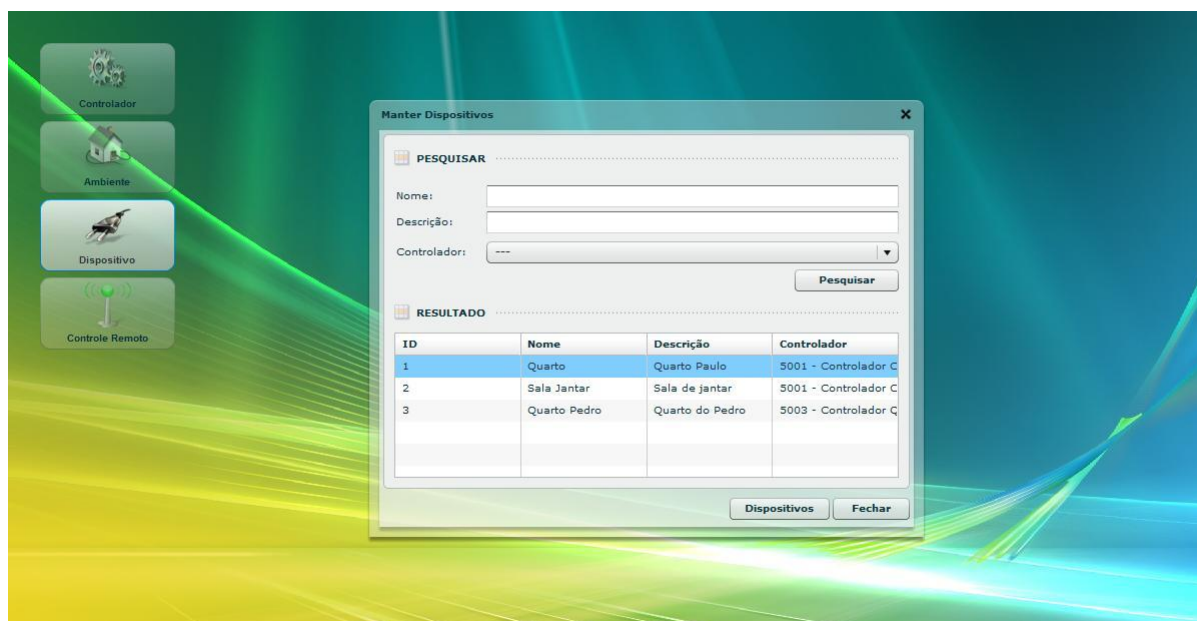 Controlador
Ambiente
Dispositivo
Controle Remoto
Manter Dispositivos
PESQUISAR
Nome:
Descrição:
Controlador: ---
Pesquisar
RESULTADO
ID Nome Descrição Controlador
1 Quarto Quarto Paulo 5001 - Controlador C
2 Sala Jantar Sala de jantar 5001 - Controlador C
3 Quarto Pedro Quarto do Pedro 5003 - Controlador Q
Dispositivos Fechar